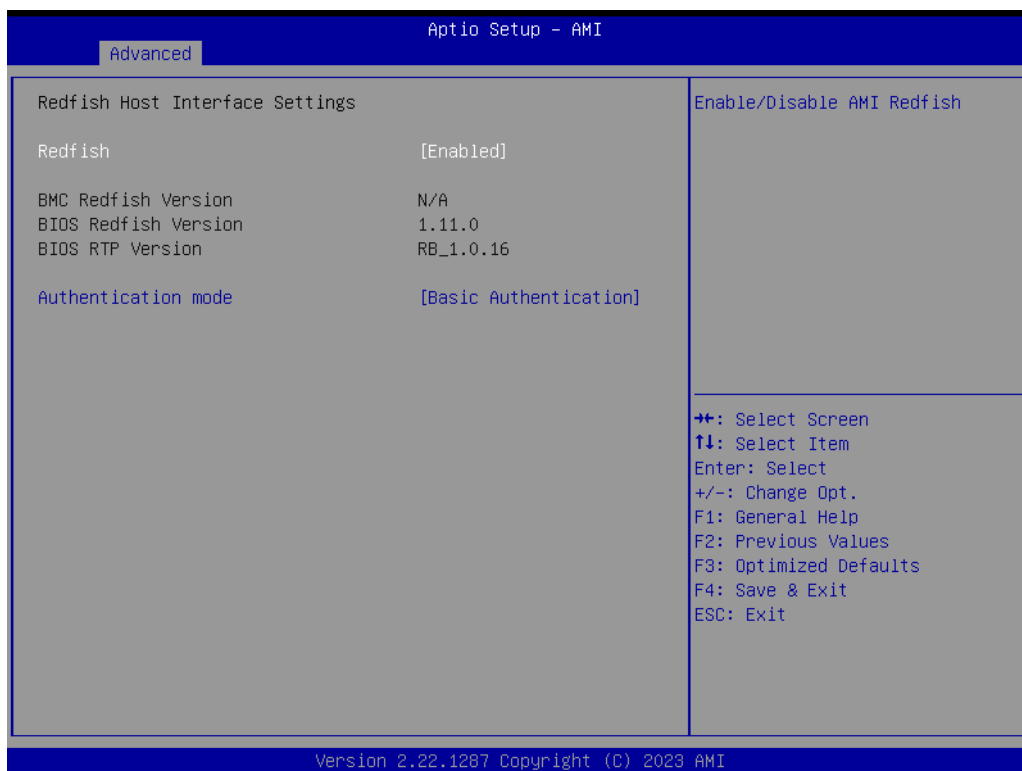 Aptio Setup – AMI
Advanced
Redfish Host Interface Settings
Redfish [Enabled]
BMC Redfish Version N/A
BIOS Redfish Version 1.11.0
BIOS RTP Version RB_1.0.16
Authentication mode [Basic Authentication]
Enable/Disable AMI Redfish
→←: Select Screen
↑↓: Select Item
Enter: Select
+/-: Change Opt.
F1: General Help
F2: Previous Values
F3: Optimized Defaults
F4: Save & Exit
ESC: Exit
Version 2.22.1287 Copyright (C) 2023 AMI